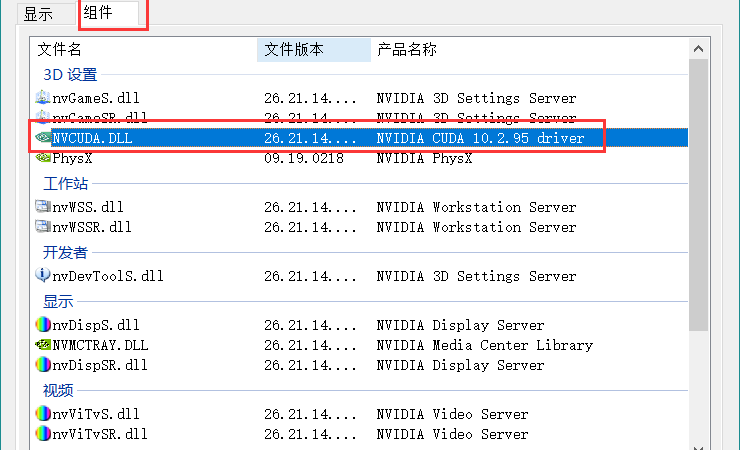 显示 组件
文件名 文件版本 产品名称
3D 设置
nvGameS.dll 26.21.14.... NVIDIA 3D Settings Server
nvGameSR.dll 26.21.14.... NVIDIA 3D Settings Server
NVCUDA.DLL 26.21.14.... NVIDIA CUDA 10.2.95 driver
PhysX 09.19.0218 NVIDIA PhysX
工作站
nvWSS.dll 26.21.14.... NVIDIA Workstation Server
nvWSSR.dll 26.21.14.... NVIDIA Workstation Server
开发者
nvDevToolS.dll 26.21.14.... NVIDIA 3D Settings Server
显示
nvDispS.dll 26.21.14.... NVIDIA Display Server
NVMCTRAY.DLL 26.21.14.... NVIDIA Media Center Library
nvDispSR.dll 26.21.14.... NVIDIA Display Server
视频
nvViTvS.dll 26.21.14.... NVIDIA Video Server
nvViTvSR.dll 26.21.14.... NVIDIA Video Server